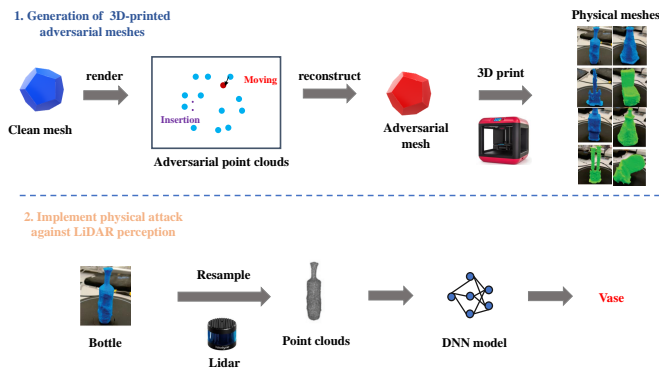 1. Generation of 3D-printed
adversarial meshes
Physical meshes
render
reconstruct
3D print
Moving
Insertion
Clean mesh
Adversarial point clouds
Adversarial
mesh
2. Implement physical attack
against LiDAR perception
Resample
Bottle
Lidar
Point clouds
DNN model
Vase